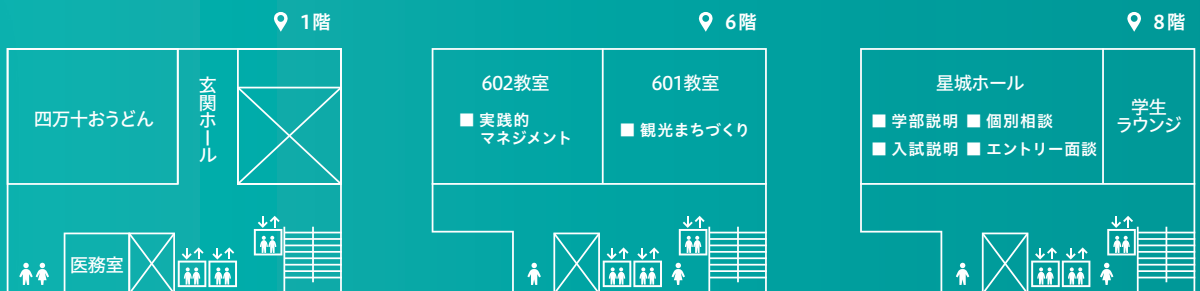 1階
四万十おうどん
玄関ホール
医務室
6階
602教室
■ 実践的
マネジメント
601教室
■ 観光まちづくり
8階
星城ホール
■ 学部説明 ■ 個別相談
■ 入試説明 ■ エントリー面談
学生
ラウンジ